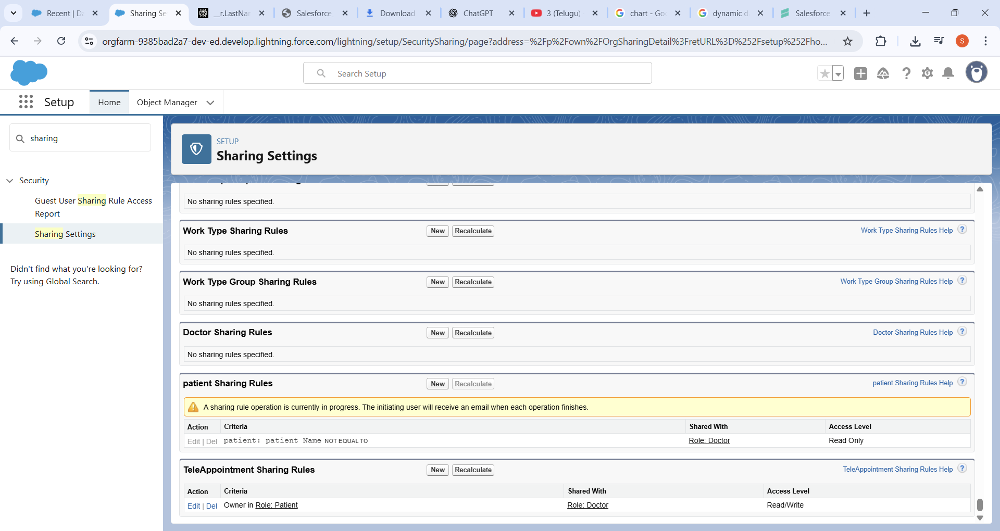 Recent | Da
Sharing Se
__r.LastNar
Salesforce_
Download
ChatGPT
3 (Telugu)
chart - Goo
dynamic d
Salesforce
orgfarm-9385bad2a7-dev-ed.develop.lightning.force.com/lightning/setup/SecuritySharing/page?address=%2Fp%2Fown%2FOrgSharingDetail%3FretURL%3D%252Fsetup%252Fho...
S
Search Setup
Setup
Home
Object Manager
sharing
Security
Guest User Sharing Rule Access
Report
Sharing Settings
Didn't find what you're looking for?
Try using Global Search.
SETUP
Sharing Settings
No sharing rules specified.
Work Type Sharing Rules
New
Recalculate
Work Type Sharing Rules Help ?
No sharing rules specified.
Work Type Group Sharing Rules
New
Recalculate
Work Type Group Sharing Rules Help ?
No sharing rules specified.
Doctor Sharing Rules
New
Recalculate
Doctor Sharing Rules Help ?
No sharing rules specified.
patient Sharing Rules
New
Recalculate
patient Sharing Rules Help ?
A sharing rule operation is currently in progress. The initiating user will receive an email when each operation finishes.
Action Criteria Shared With Access Level
Edit | Del patient: patient Name NOT EQUAL TO Role: Doctor Read Only
TeleAppointment Sharing Rules
New
Recalculate
TeleAppointment Sharing Rules Help ?
Action Criteria Shared With Access Level
Edit | Del Owner in Role: Patient Role: Doctor Read/Write